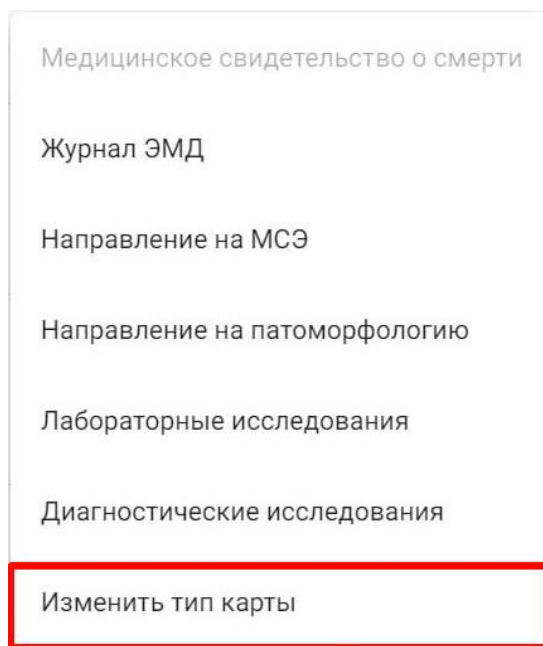 Медицинское свидетельство о смерти
Журнал ЭМД
Направление на МСЭ
Направление на патоморфологию
Лабораторные исследования
Диагностические исследования
Изменить тип карты